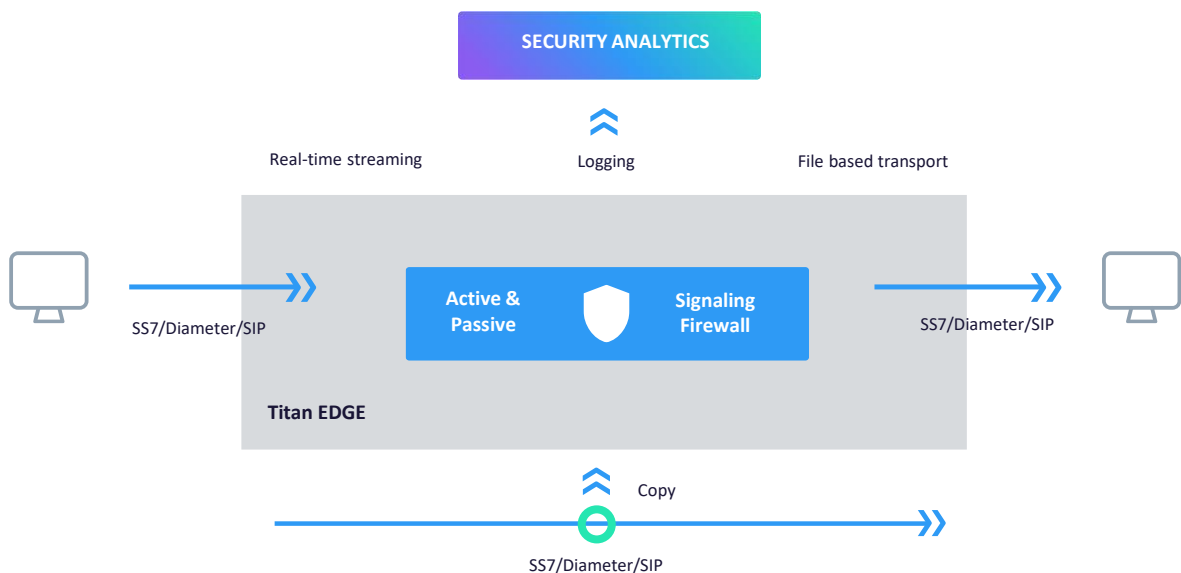 SECURITY ANALYTICS
Real-time streaming
Logging
File based transport
Active &
Passive
Signaling
Firewall
SS7/Diameter/SIP
SS7/Diameter/SIP
Titan EDGE
Copy
SS7/Diameter/SIP